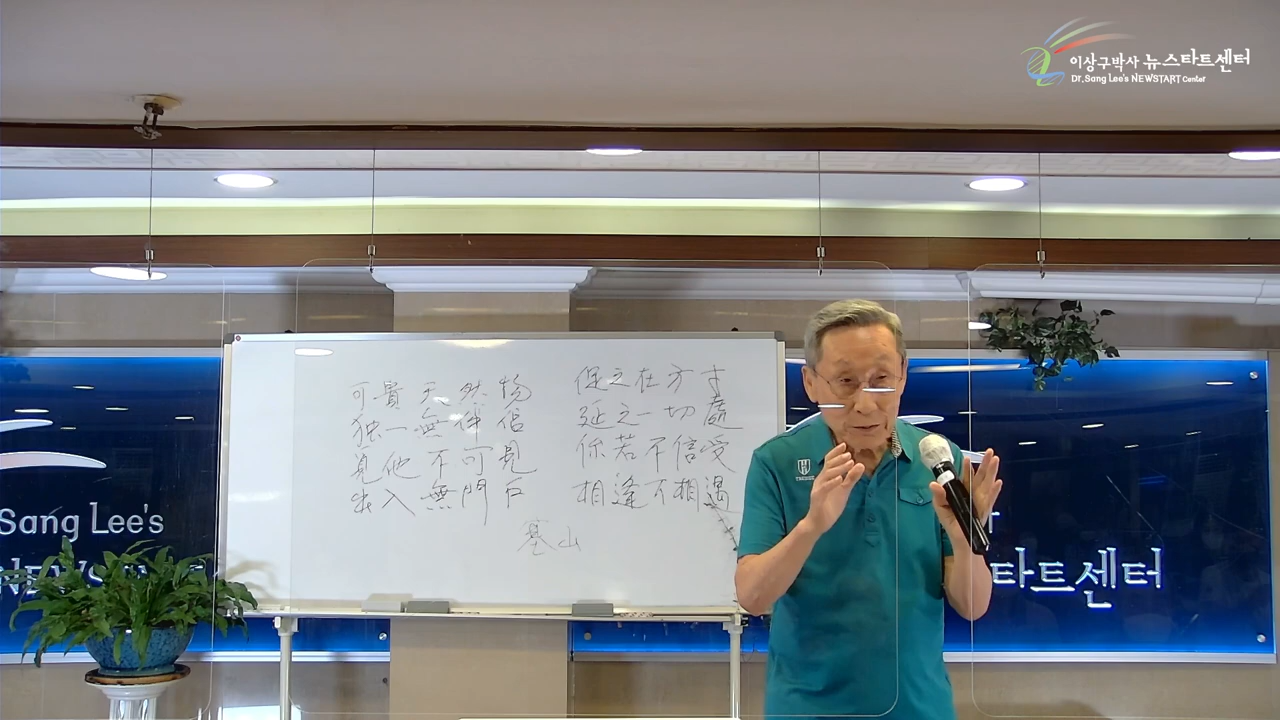 이상구박사 뉴스타트센터
Dr. Sang Lee's NEWSTART Center
可貴天然物
独一無伴侶
覓他不可見
出入無門户
促之在方寸
延之一切處
你若不信受
相逢不相遇
山
Sang Lee's
NEWSTART
타트센터